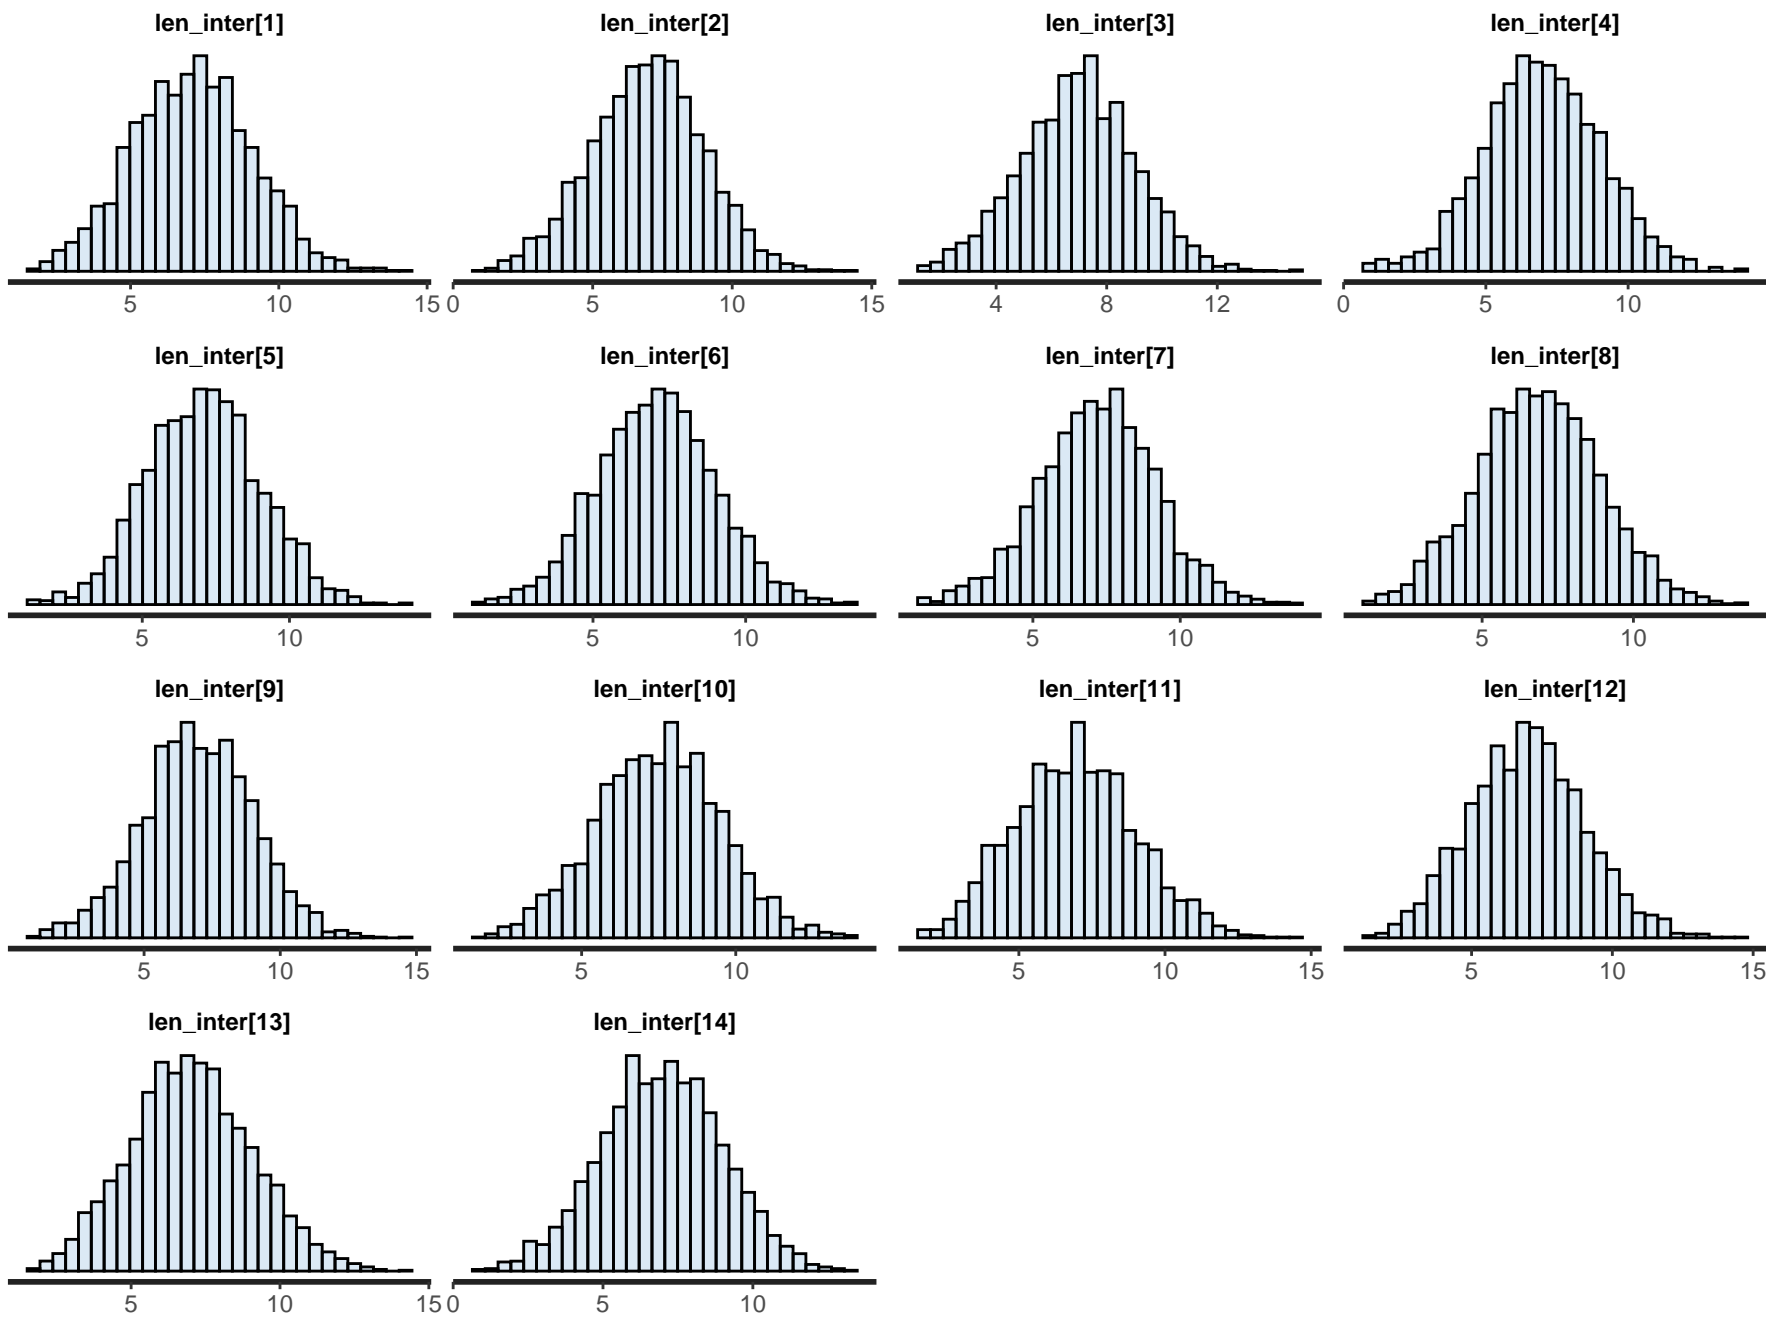 len_inter[1] len_inter[2] len_inter[3] len_inter[4]
5 10 15 0 5 10 15 4 8 12 0 5 10
len_inter[5] len_inter[6] len_inter[7] len_inter[8]
5 10 5 10 5 10 5 10
len_inter[9] len_inter[10] len_inter[11] len_inter[12]
5 10 15 5 10 5 10 15 5 10 15
len_inter[13] len_inter[14]
5 10 15 0 5 10